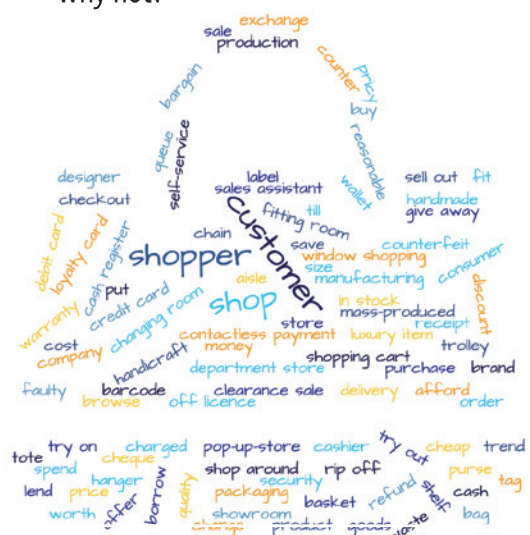 why not?
exchange
sale
production
counter
pricy
bargain
buy
reasonable
queue
self-service
wallet
designer
label
sell out
fit
checkout
sales assistant
handmade
till
give away
customer
fitting room
debit card
loyalty card
cash register
chain
save
counterfeit
shopper
window shopping
consumer
size
aisle
manufacturing
put
credit card
changing room
shop
in stock
discount
mass-produced
warranty
store
receipt
cost
contactless payment
luxury item
company
money
trolley
handicraft
shopping cart
department store
purchase
brand
faulty
barcode
clearance sale
delivery
afford
browse
off licence
order
try on
charged
pop-up-store
cashier
try out
cheap
trend
tote
cheque
spend
shop around
rip off
purse
hanger
security
tag
lend
price
offer
borrow
quality
packaging
basket
refund
shelf
cash
worth
showroom
bag
change
product
goods